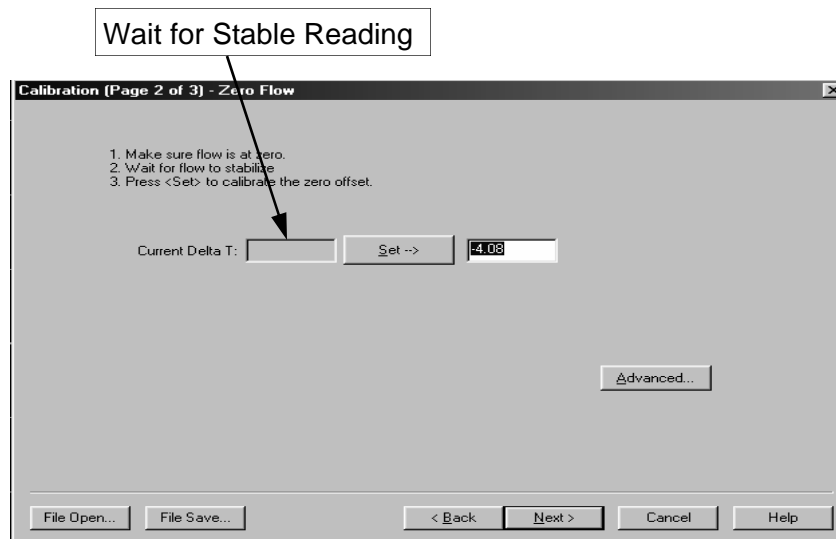 Wait for Stable Reading
Calibration (Page 2 of 3) - Zero Flow
1. Make sure flow is at zero.
2. Wait for flow to stabilize
3. Press <Set> to calibrate the zero offset.
Current Delta T: Set --> -4.08
Advanced...
File Open... File Save... < Back Next > Cancel Help